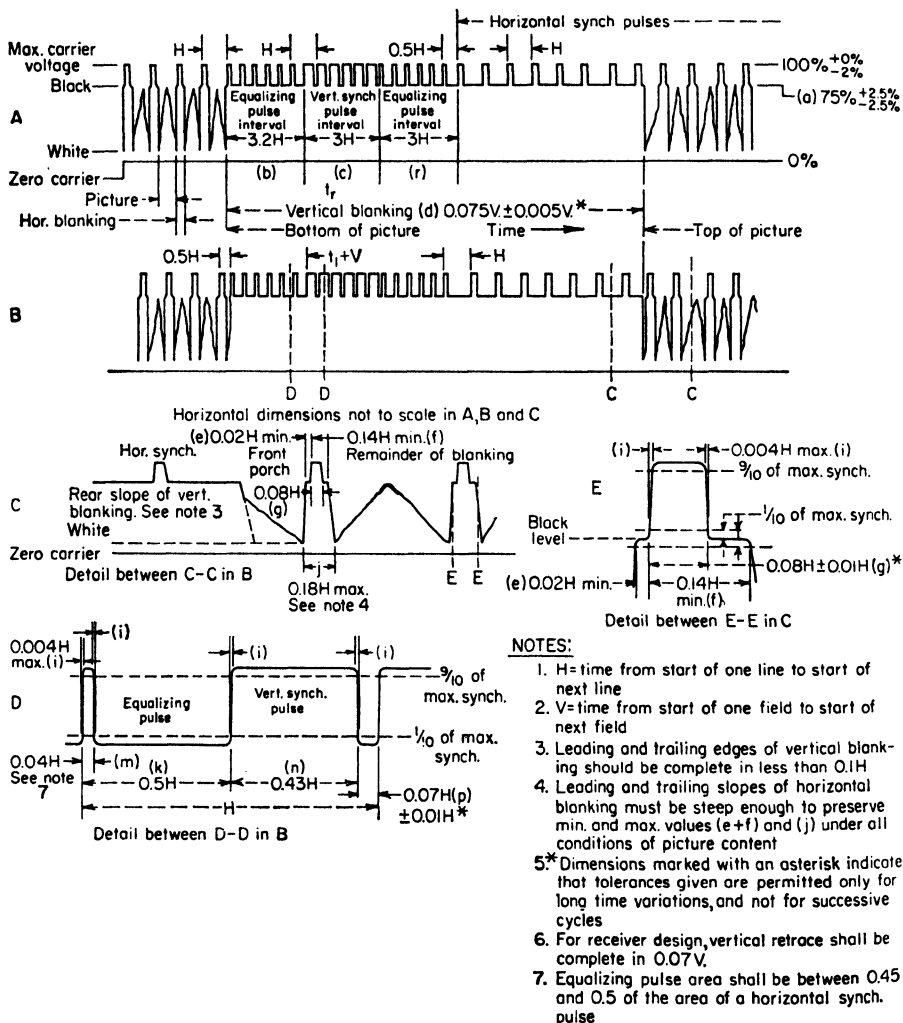 Horizontal synch pulses
Max. carrier
voltage
H
H
0.5H
H
100% +0%
-2%
Black
(a) 75% +2.5%
-2.5%
A
Equalizing
pulse
interval
3.2H
Vert. synch
pulse
interval
3H
Equalizing
pulse
interval
3H
White
(b)
(c)
(r)
0%
Zero carrier
tr
Picture
Vertical blanking (d) 0.075V. ± 0.005V.*
Hor. blanking
Bottom of picture
Time
Top of picture
0.5H
t1+V
H
B
D
D
C
C
Horizontal dimensions not to scale in A, B and C
(e) 0.02H min.
0.14H min. (f)
Hor. synch.
Front
porch
Remainder of blanking
0.08H
(g)
C
Rear slope of vert.
blanking. See note 3
White
Zero carrier
Detail between C-C in B
j
0.18H max.
See note 4
E
E
(i)
0.004H max. (i)
E
9/10 of max. synch.
1/10 of max. synch.
Black
level
0.08H ± 0.01H (g)*
(e) 0.02H min.
0.14H
min. (f)
Detail between E-E in C
(i)
0.004H
max. (i)
(i)
(i)
D
9/10 of
max. synch.
Equalizing
pulse
Vert. synch.
pulse
1/10 of max.
synch.
0.04H
See note
7
(m)
(k)
0.5H
(n)
0.43H
0.07H (p)
±0.01H*
H
Detail between D-D in B
NOTES:
1. H = time from start of one line to start of
next line
2. V = time from start of one field to start of
next field
3. Leading and trailing edges of vertical blank-
ing should be complete in less than 0.1H
4. Leading and trailing slopes of horizontal
blanking must be steep enough to preserve
min. and max. values (e+f) and (j) under all
conditions of picture content
5.* Dimensions marked with an asterisk indicate
that tolerances given are permitted only for
long time variations, and not for successive
cycles
6. For receiver design, vertical retrace shall be
complete in 0.07V.
7. Equalizing pulse area shall be between 0.45
and 0.5 of the area of a horizontal synch.
pulse